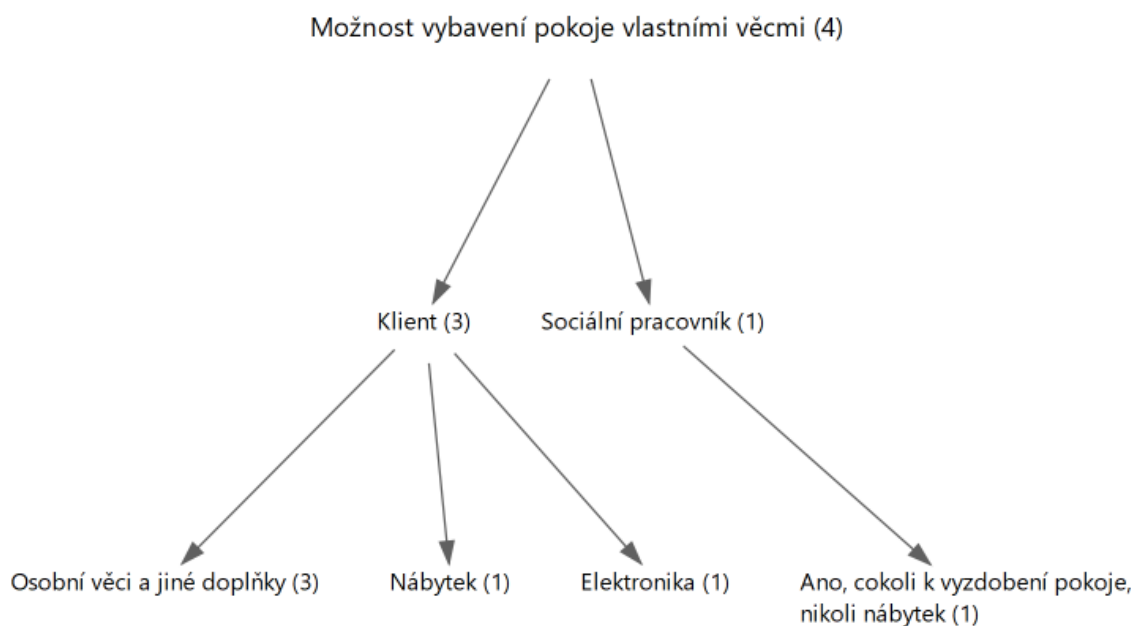 Možnost vybavení pokoje vlastními věcmi (4)
Klient (3)
Sociální pracovník (1)
Osobní věci a jiné doplňky (3)
Nábytek (1)
Elektronika (1)
Ano, cokoli k vyzdobení pokoje,
nikoli nábytek (1)